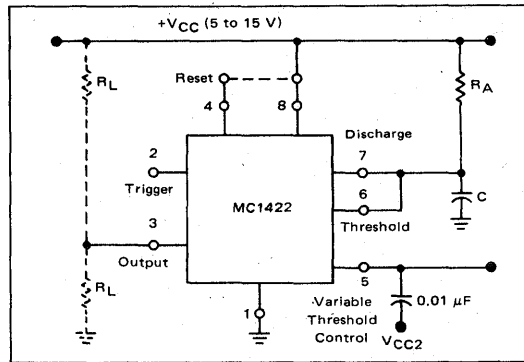 +VCC (5 to 15 V)
RL
Reset
RA
4
8
Discharge
2
7
Trigger
MC1422
6
C
3
Threshold
Output
5
RL
1
Variable
Threshold
Control
0.01 μF
VCC2